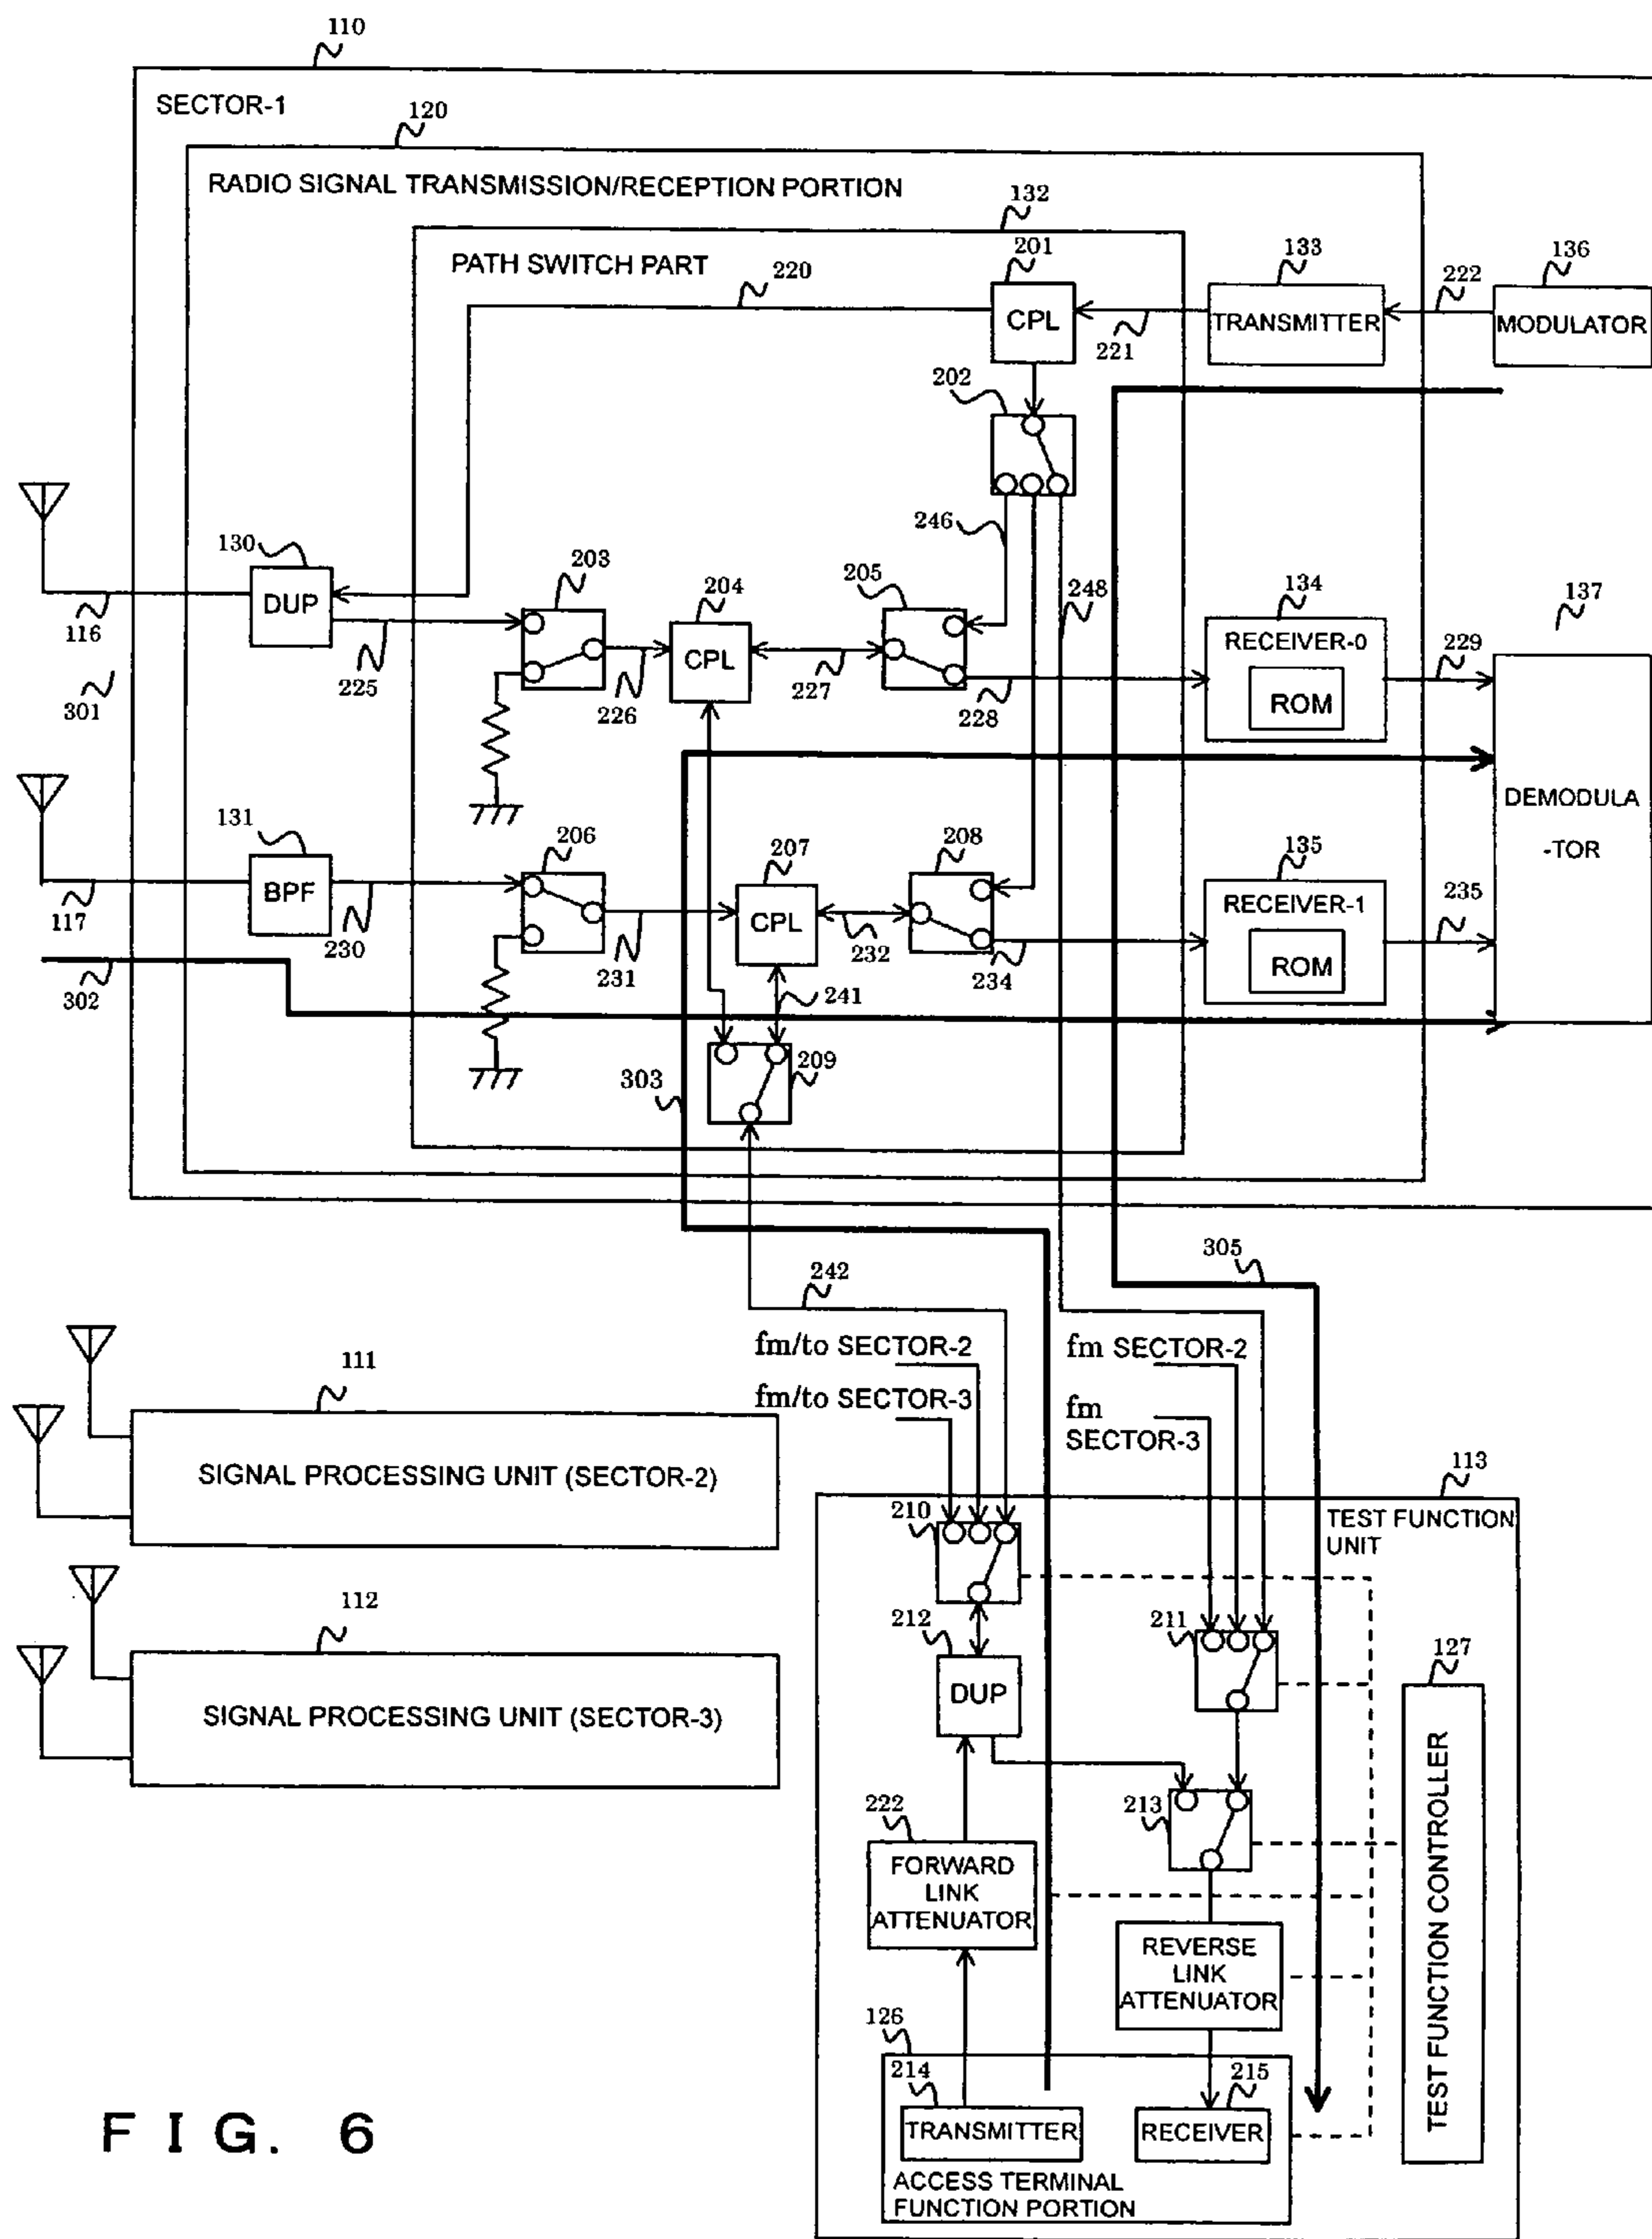 110
SECTOR-1
120
RADIO SIGNAL TRANSMISSION/RECEPTION PORTION
132
PATH SWITCH PART
220
201
CPL
221
133
TRANSMITTER
222
136
MODULATOR
202
246
248
130
DUP
116
225
203
226
204
CPL
227
205
228
134
RECEIVER-0
ROM
229
137
DEMODULA
-TOR
301
131
BPF
117
230
206
231
207
CPL
232
208
234
135
RECEIVER-1
ROM
235
302
241
209
303
242
305
fm/to SECTOR-2
fm/to SECTOR-3
fm SECTOR-2
fm
SECTOR-3
111
SIGNAL PROCESSING UNIT (SECTOR-2)
112
SIGNAL PROCESSING UNIT (SECTOR-3)
113
TEST FUNCTION
UNIT
210
211
212
DUP
127
TEST FUNCTION CONTROLLER
213
222
FORWARD
LINK
ATTENUATOR
REVERSE
LINK
ATTENUATOR
126
214
TRANSMITTER
215
RECEIVER
ACCESS TERMINAL
FUNCTION PORTION
FIG. 6